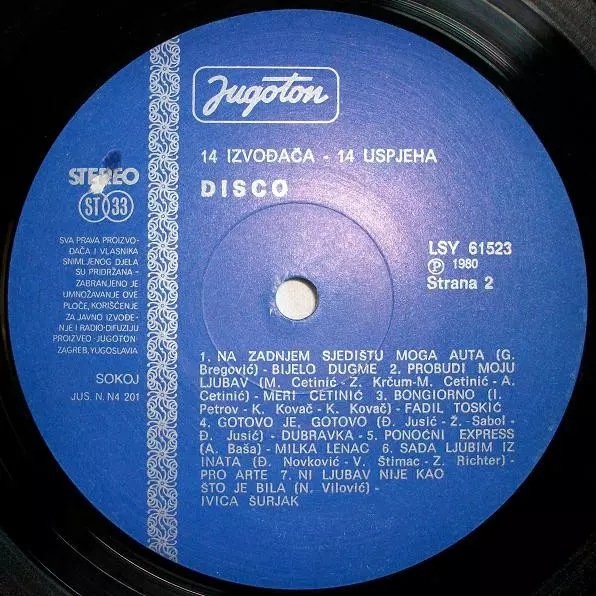 Jugoton
14 IZVOĐAČA - 14 USPJEHA
DISCO
STEREO
ST 33
SVA PRAVA PROIZVO-
ĐAČA I VLASNIKA
SNIMLJENOG DJELA
SU PRIDRŽANA -
ZABRANJENO JE
UMNOŽAVANJE OVE
PLOČE, KORIŠĆENJE
ZA JAVNO IZVOĐE-
NJE I RADIO-DIFUZIJU
PROIZVEO -JUGOTON-
ZAGREB, YUGOSLAVIA
SOKOJ
JUS. N. N4 201
LSY 61523
Ⓟ 1980
Strana 2
1. NA ZADNJEM SJEDIŠTU MOGA AUTA (G.
Bregović) - BIJELO DUGME 2. PROBUDI MOJU
LJUBAV (M. Cetinić - Z. Krčum-M. Cetinić - A.
Cetinić) - MERI CETINIĆ 3. BONGIORNO (I.
Petrov - K. Kovač - K. Kovač) - FADIL TOSKIĆ
4. GOTOVO JE, GOTOVO (Đ. Jusić - Ž. Sabol -
Đ. Jusić) - DUBRAVKA - 5. PONOĆNI EXPRESS
(A. Baša) - MILKA LENAC 6. SADA LJUBIM IZ
INATA (Đ. Novković - V. Štimac - Z. Richter) -
PRO ARTE 7. NI LJUBAV NIJE KAO
ŠTO JE BILA (N. Vilović) -
IVICA ŠURJAK